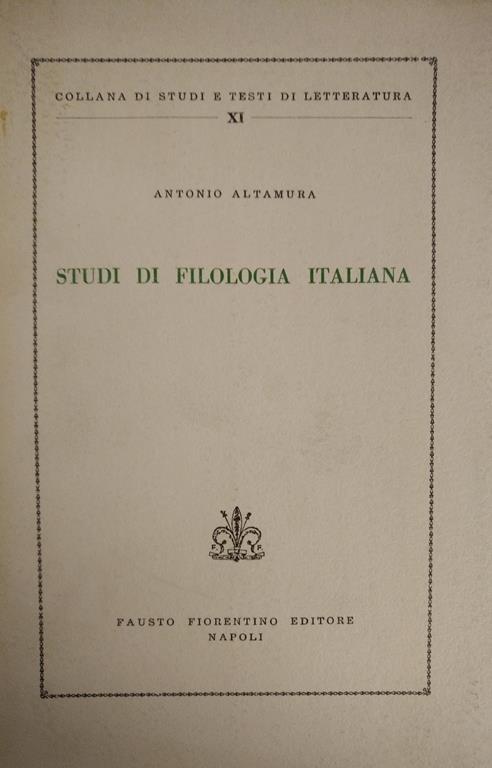 COLLANA DI STUDI E TESTI DI LETTERATURA
XI
ANTONIO ALTAMURA
STUDI DI FILOLOGIA ITALIANA
F. F.
FAUSTO FIORENTINO EDITORE
NAPOLI